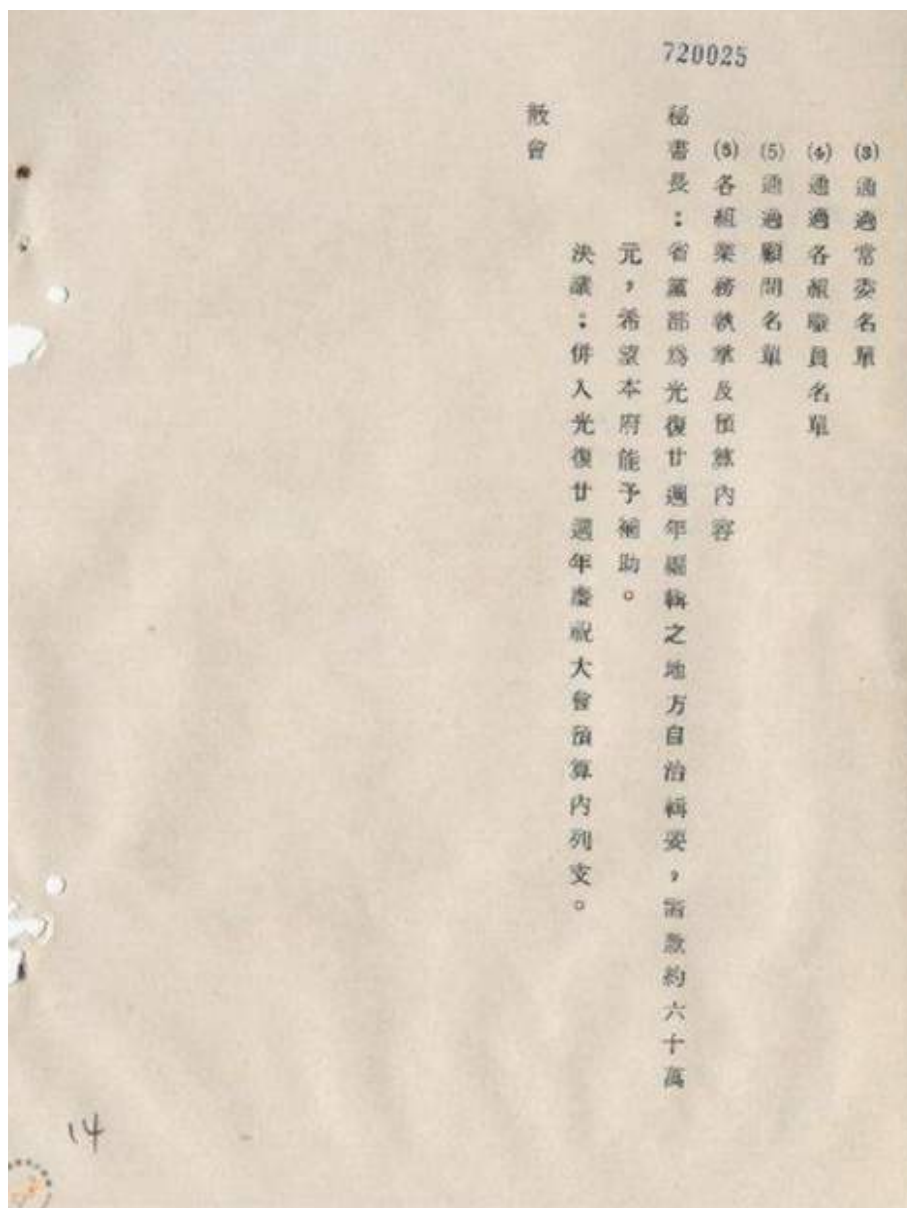 720025
(3)通過常委名單
(4)通過各組職員名單
(5)通過顧問名單
(6)各組業務執掌及預算內容
秘書長：省黨部為光復廿週年編輯之地方自治輯要，需款約六十萬
元，希望本府能予補助。
決議：併入光復廿週年慶祝大會預算內列支。
散會
14